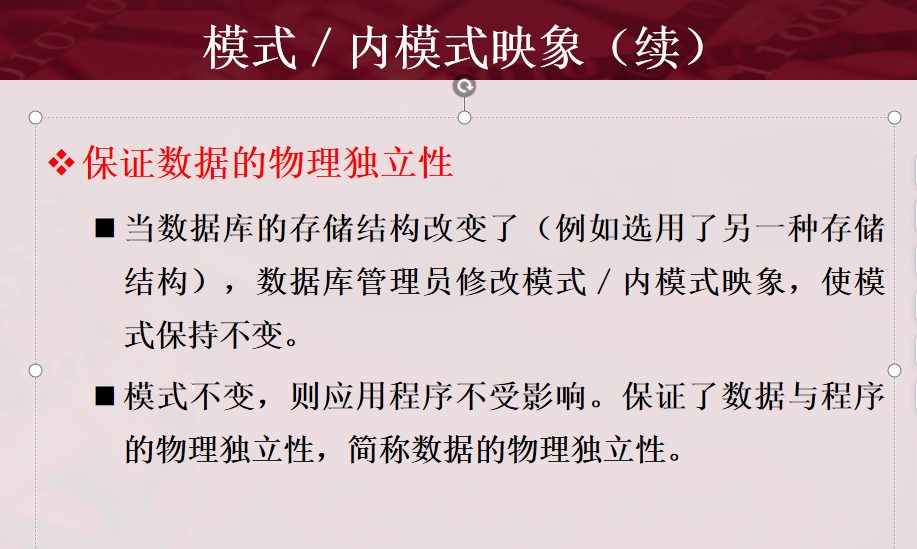 模式／内模式映象（续）
保证数据的物理独立性
当数据库的存储结构改变了（例如选用了另一种存储
结构），数据库管理员修改模式／内模式映象，使模
式保持不变。
模式不变，则应用程序不受影响。保证了数据与程序
的物理独立性，简称数据的物理独立性。